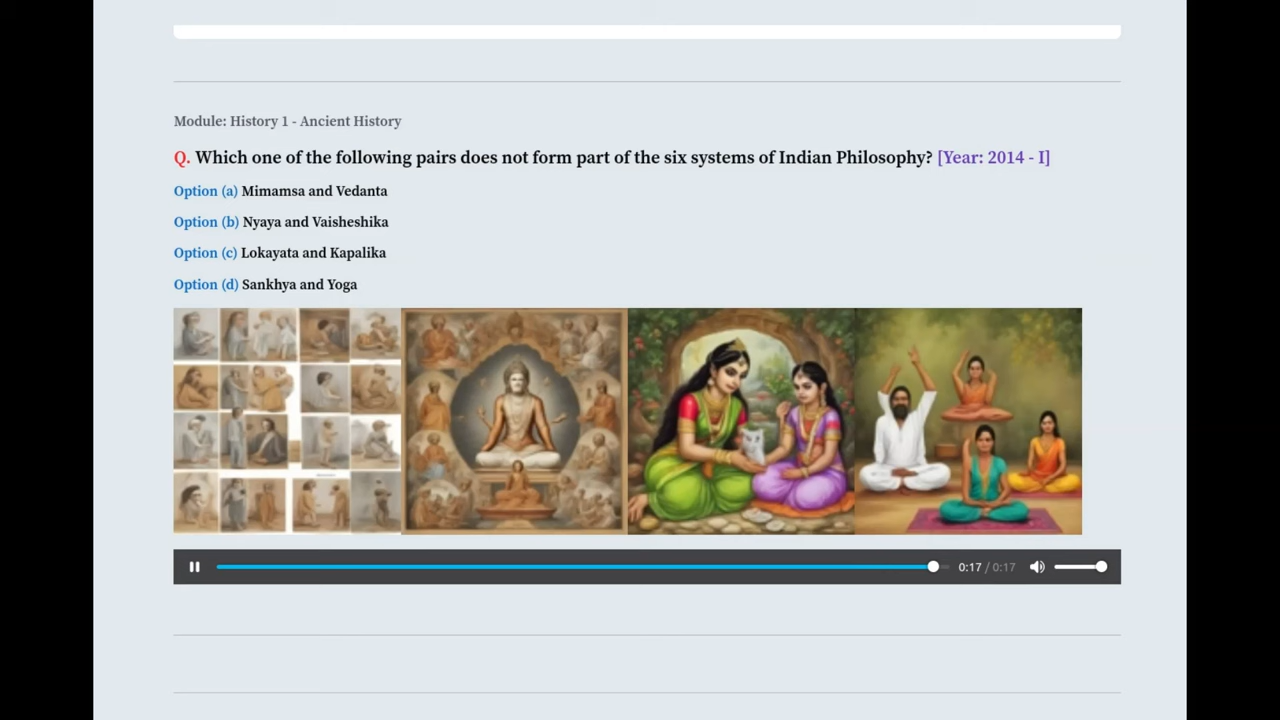 Module: History 1 - Ancient History
Q. Which one of the following pairs does not form part of the six systems of Indian Philosophy? [Year: 2014 - I]
Option (a) Mimamsa and Vedanta
Option (b) Nyaya and Vaisheshika
Option (c) Lokayata and Kapalika
Option (d) Sankhya and Yoga
0:17 / 0:17